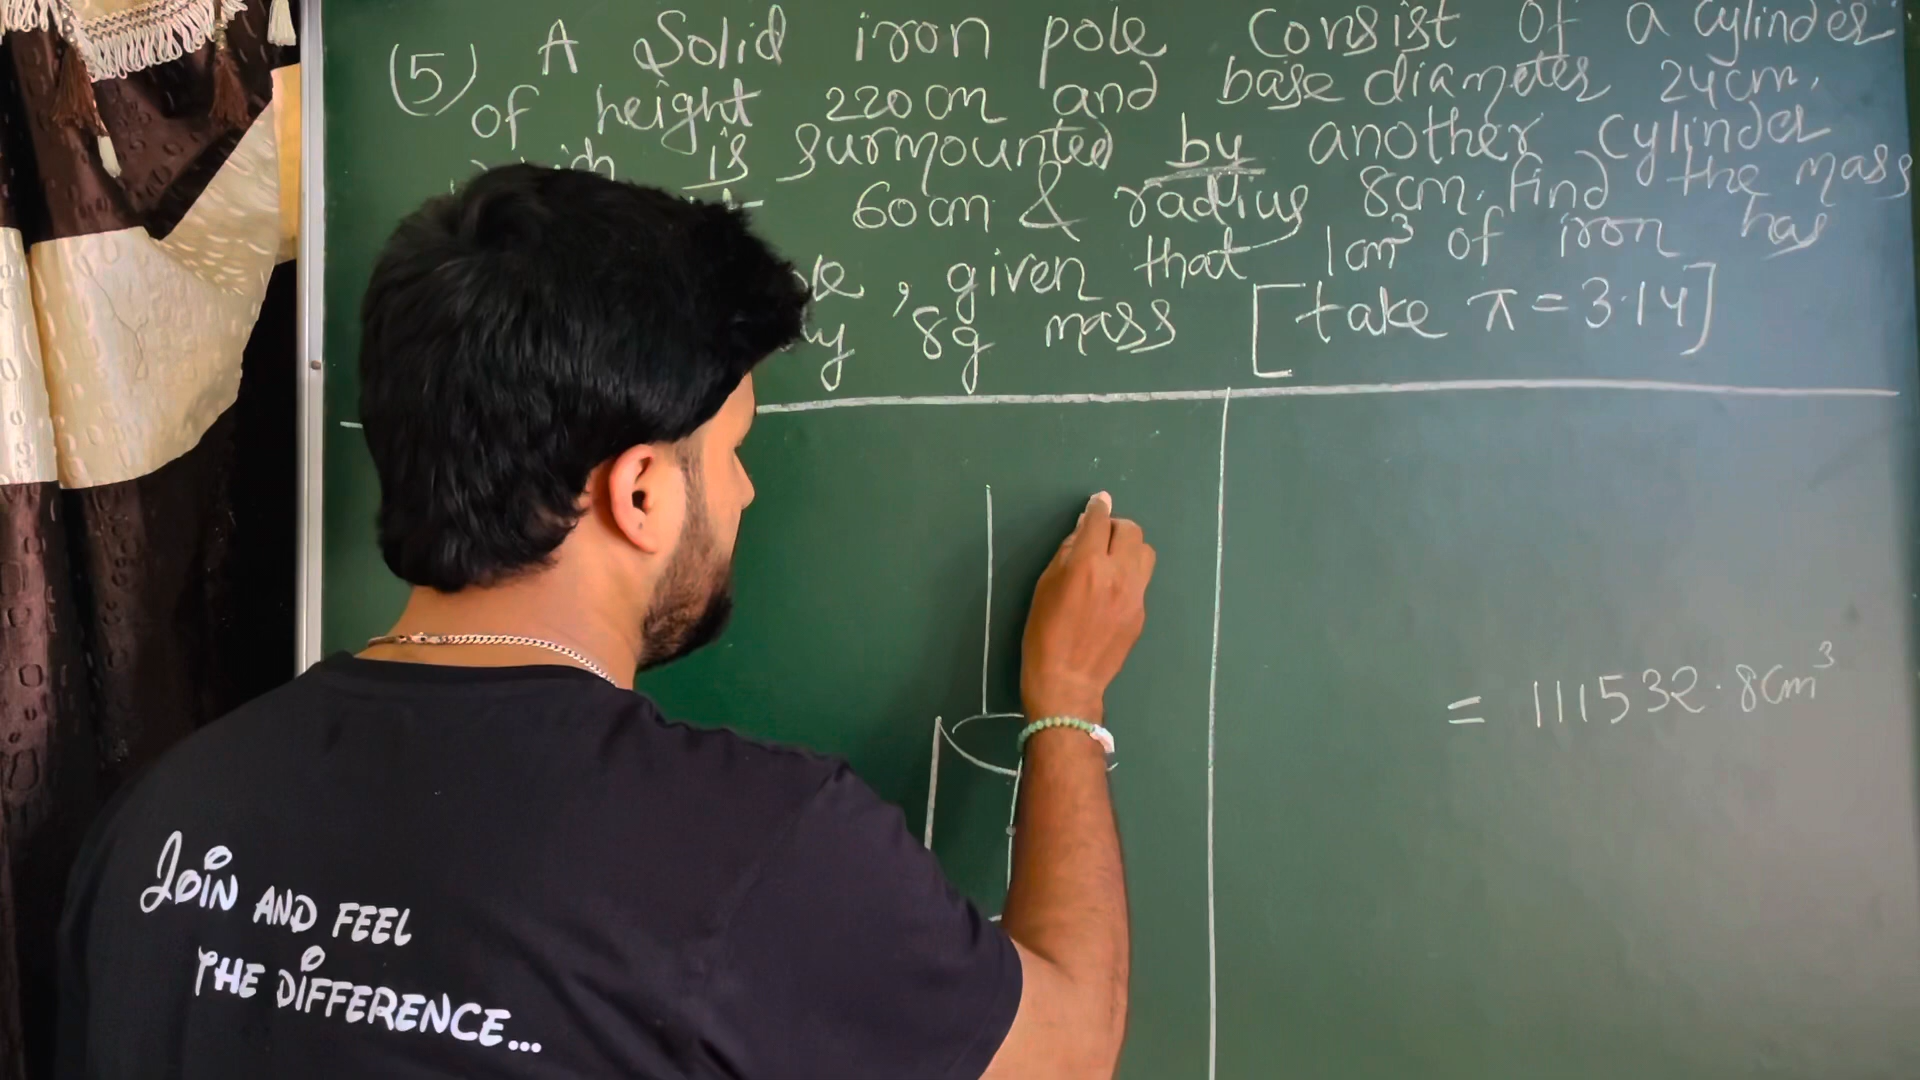 (5) A Solid iron pole Consist Of a Cylinder
of height 220cm and base diameter 24cm,
is surmounted by another Cylinder
60cm & radius 8cm. Find the mass
, given that 1cm³ of iron has
8g mass [take π = 3.14]
= 111532.8cm³
JOIN AND FEEL
THE DIFFERENCE...